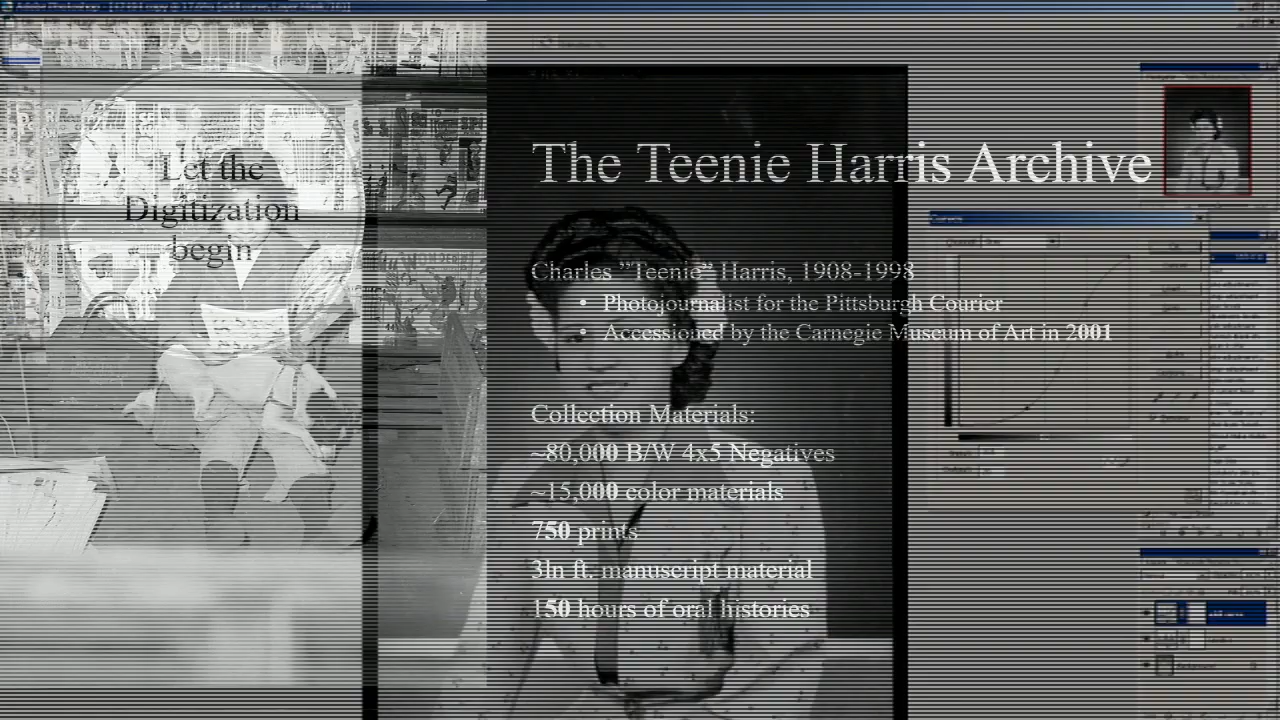 Let the
Digitization
begin
The Teenie Harris Archive
Charles ”Teenie” Harris, 1908-1998
• Photojournalist for the Pittsburgh Courier
• Accessioned by the Carnegie Museum of Art in 2001
Collection Materials:
~80,000 B/W 4x5 Negatives
~15,000 color materials
750 prints
3ln ft. manuscript material
150 hours of oral histories